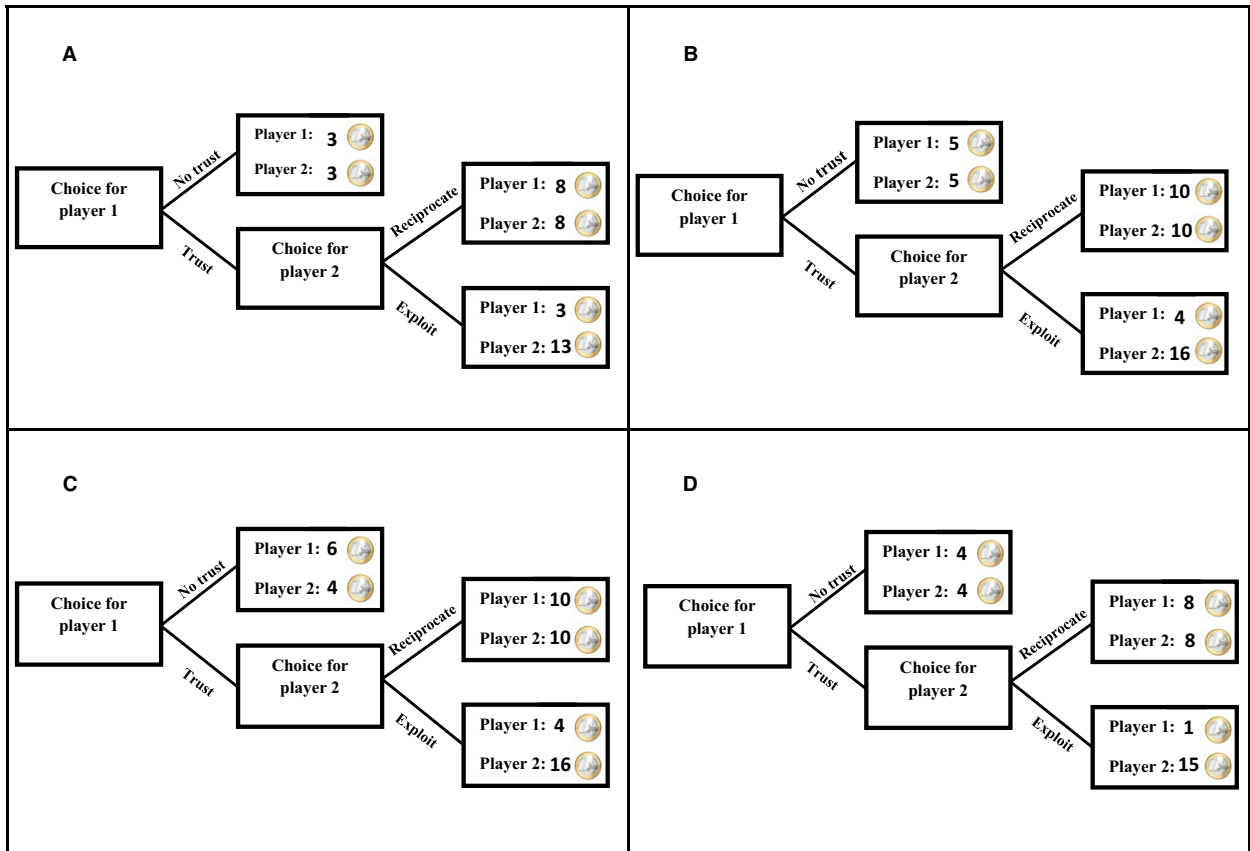 A
Choice for
player 1
No trust
Trust
Player 1: 3
Player 2: 3
Choice for
player 2
Reciprocate
Exploit
Player 1: 8
Player 2: 8
Player 1: 3
Player 2: 13
B
Choice for
player 1
No trust
Trust
Player 1: 5
Player 2: 5
Choice for
player 2
Reciprocate
Exploit
Player 1: 10
Player 2: 10
Player 1: 4
Player 2: 16
C
Choice for
player 1
No trust
Trust
Player 1: 6
Player 2: 4
Choice for
player 2
Reciprocate
Exploit
Player 1: 10
Player 2: 10
Player 1: 4
Player 2: 16
D
Choice for
player 1
No trust
Trust
Player 1: 4
Player 2: 4
Choice for
player 2
Reciprocate
Exploit
Player 1: 8
Player 2: 8
Player 1: 1
Player 2: 15